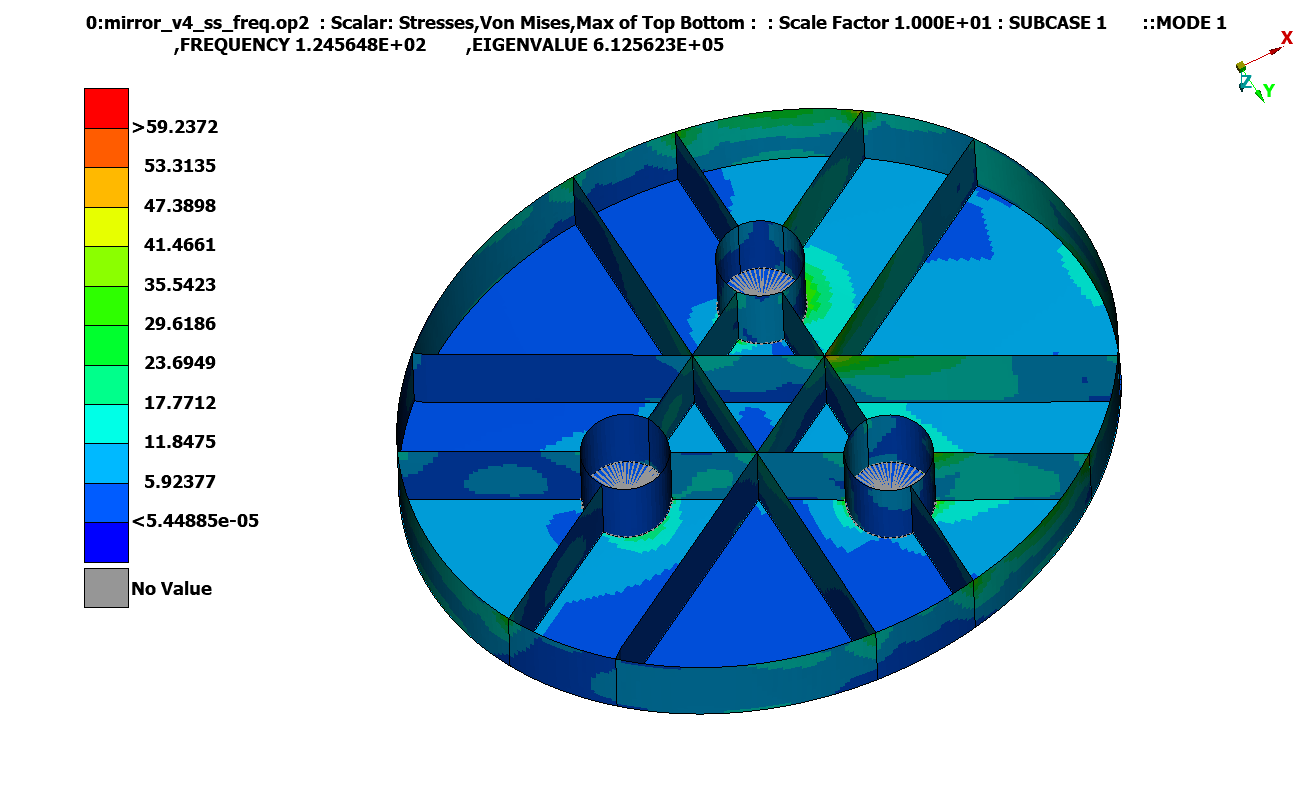 0:mirror_v4_ss_freq.op2 : Scalar: Stresses,Von Mises,Max of Top Bottom : : Scale Factor 1.000E+01 : SUBCASE 1 ::MODE 1
,FREQUENCY 1.245648E+02 ,EIGENVALUE 6.125623E+05
X
Z
Y
>59.2372
53.3135
47.3898
41.4661
35.5423
29.6186
23.6949
17.7712
11.8475
5.92377
<5.44885e-05
No Value